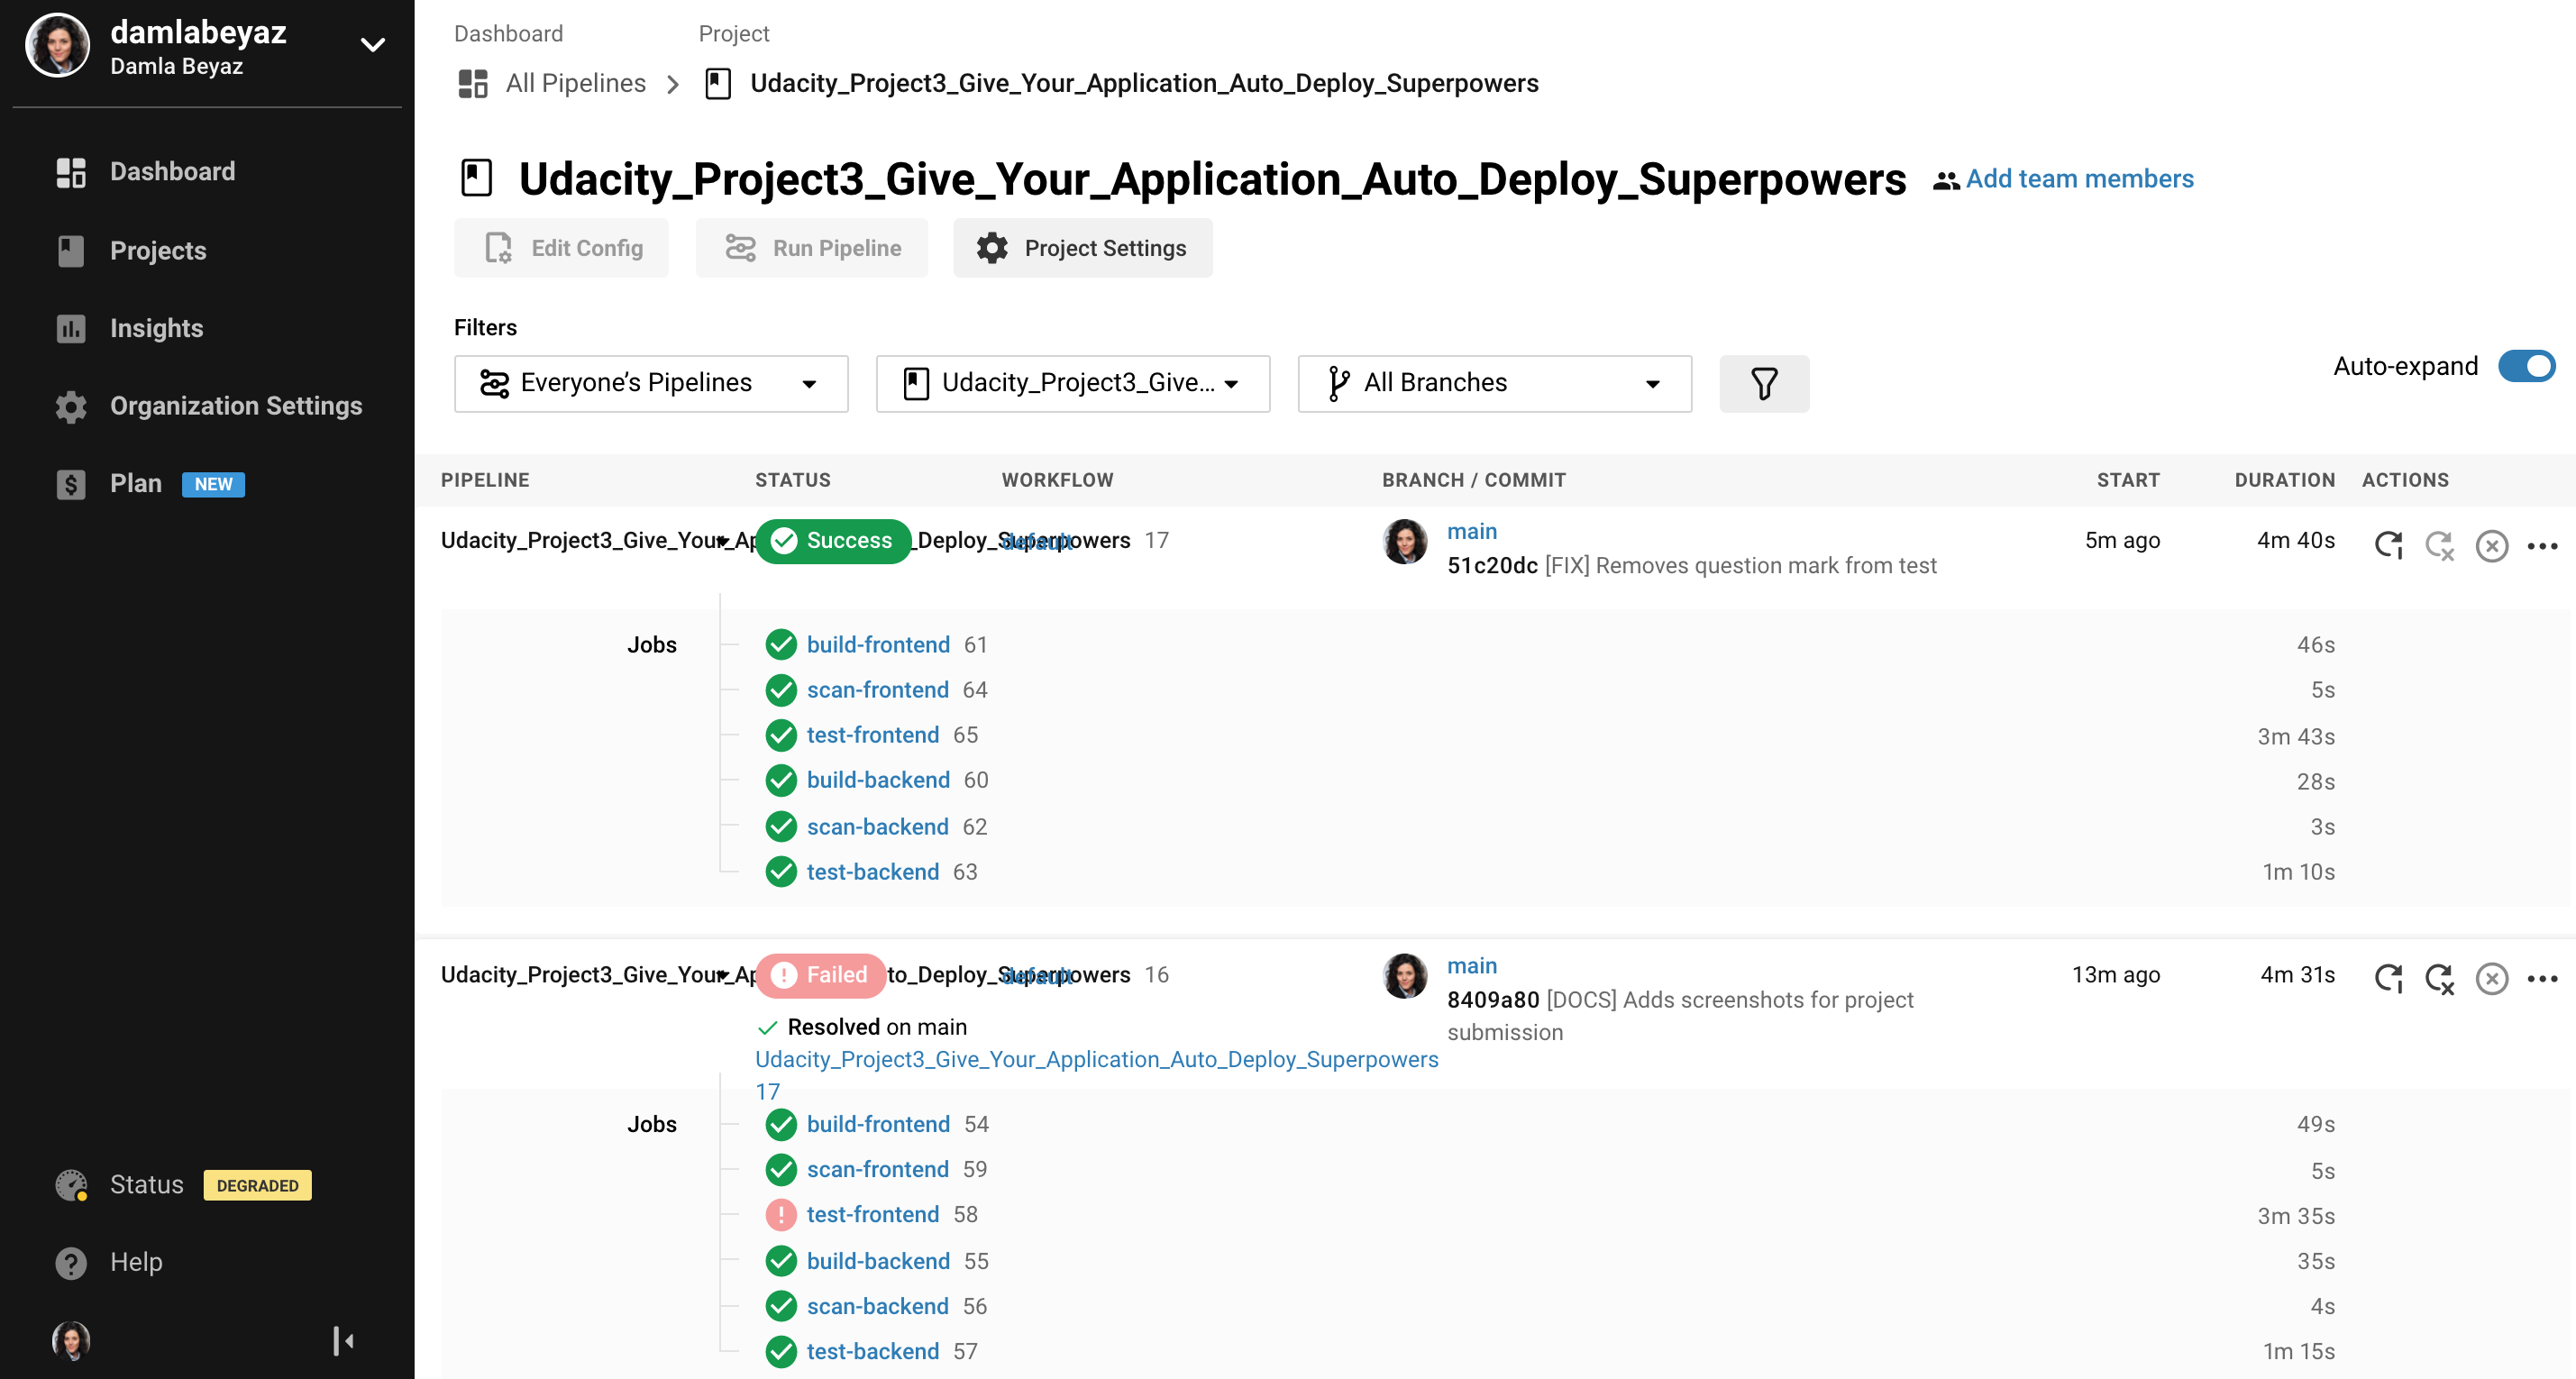 damlabeyaz
Damla Beyaz
Dashboard
Projects
Insights
Organization Settings
Plan NEW
Status DEGRADED
Help
Dashboard Project
All Pipelines Udacity_Project3_Give_Your_Application_Auto_Deploy_Superpowers
Udacity_Project3_Give_Your_Application_Auto_Deploy_Superpowers Add team members
Edit Config Run Pipeline Project Settings
Filters
Everyone’s Pipelines Udacity_Project3_Give... All Branches Auto-expand
PIPELINE STATUS WORKFLOW BRANCH / COMMIT START DURATION ACTIONS
Udacity_Project3_Give_Your_Ap Success _Deploy_Superpowers default 17 main 5m ago 4m 40s
51c20dc [FIX] Removes question mark from test
Jobs build-frontend 61 46s
scan-frontend 64 5s
test-frontend 65 3m 43s
build-backend 60 28s
scan-backend 62 3s
test-backend 63 1m 10s
Udacity_Project3_Give_Your_Ap Failed to_Deploy_Superpowers default 16 main 13m ago 4m 31s
8409a80 [DOCS] Adds screenshots for project
submission
Resolved on main
Udacity_Project3_Give_Your_Application_Auto_Deploy_Superpowers
17
Jobs build-frontend 54 49s
scan-frontend 59 5s
test-frontend 58 3m 35s
build-backend 55 35s
scan-backend 56 4s
test-backend 57 1m 15s